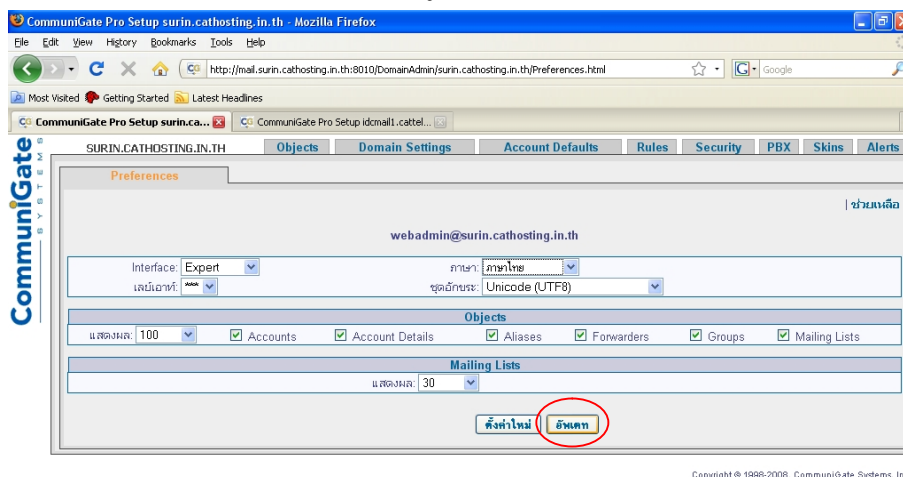 CommuniGate Pro Setup surin.cathosting.in.th - Mozilla Firefox
File Edit View History Bookmarks Tools Help
http://mail.surin.cathosting.in.th:8010/DomainAdmin/surin.cathosting.in.th/Preferences.html
Google
Most Visited Getting Started Latest Headlines
CommuniGate Pro Setup surin.ca... CommuniGate Pro Setup idcmail1.cattel...
CommuniGate
SYSTEMS
SURIN.CATHOSTING.IN.TH Objects Domain Settings Account Defaults Rules Security PBX Skins Alerts
Preferences
| ช่วยเหลือ
webadmin@surin.cathosting.in.th
Interface: Expert ภาษา: ภาษาไทย
เลย์เอาท์: *** ชุดอักขระ: Unicode (UTF8)
Objects
แสดงผล: 100 Accounts Account Details Aliases Forwarders Groups Mailing Lists
Mailing Lists
แสดงผล: 30
ตั้งค่าใหม่ อัพเดท
Copyright © 1998-2008, CommuniGate Systems, In